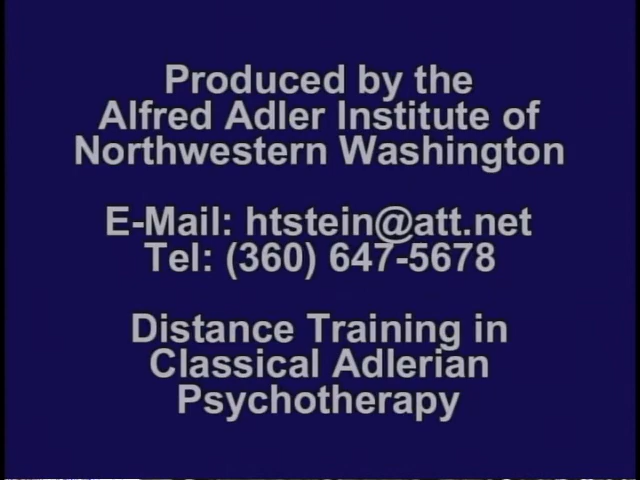 Produced by the
Alfred Adler Institute of
Northwestern Washington
E-Mail: htstein@att.net
Tel: (360) 647-5678
Distance Training in
Classical Adlerian
Psychotherapy